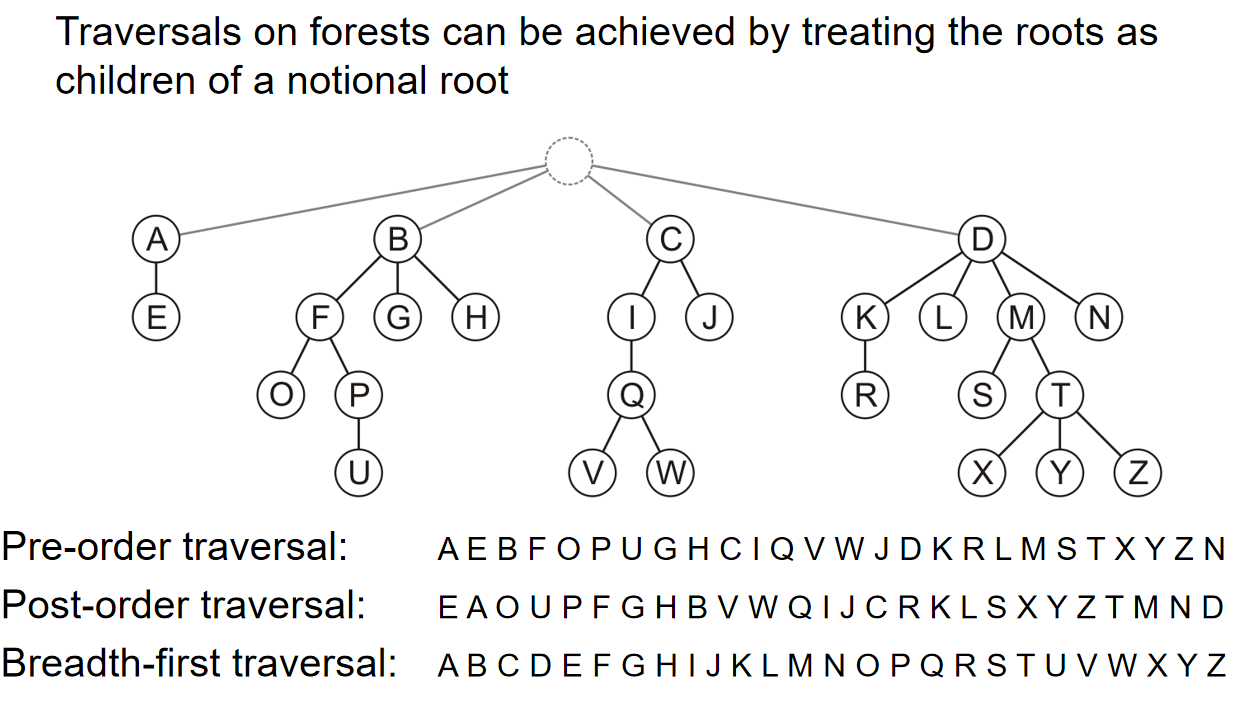 Traversals on forests can be achieved by treating the roots as
children of a notional root
A B C D
E F G H I J K L M N
O P Q R S T
U V W X Y Z
Pre-order traversal: A E B F O P U G H C I Q V W J D K R L M S T X Y Z N
Post-order traversal: E A O U P F G H B V W Q I J C R K L S X Y Z T M N D
Breadth-first traversal: A B C D E F G H I J K L M N O P Q R S T U V W X Y Z